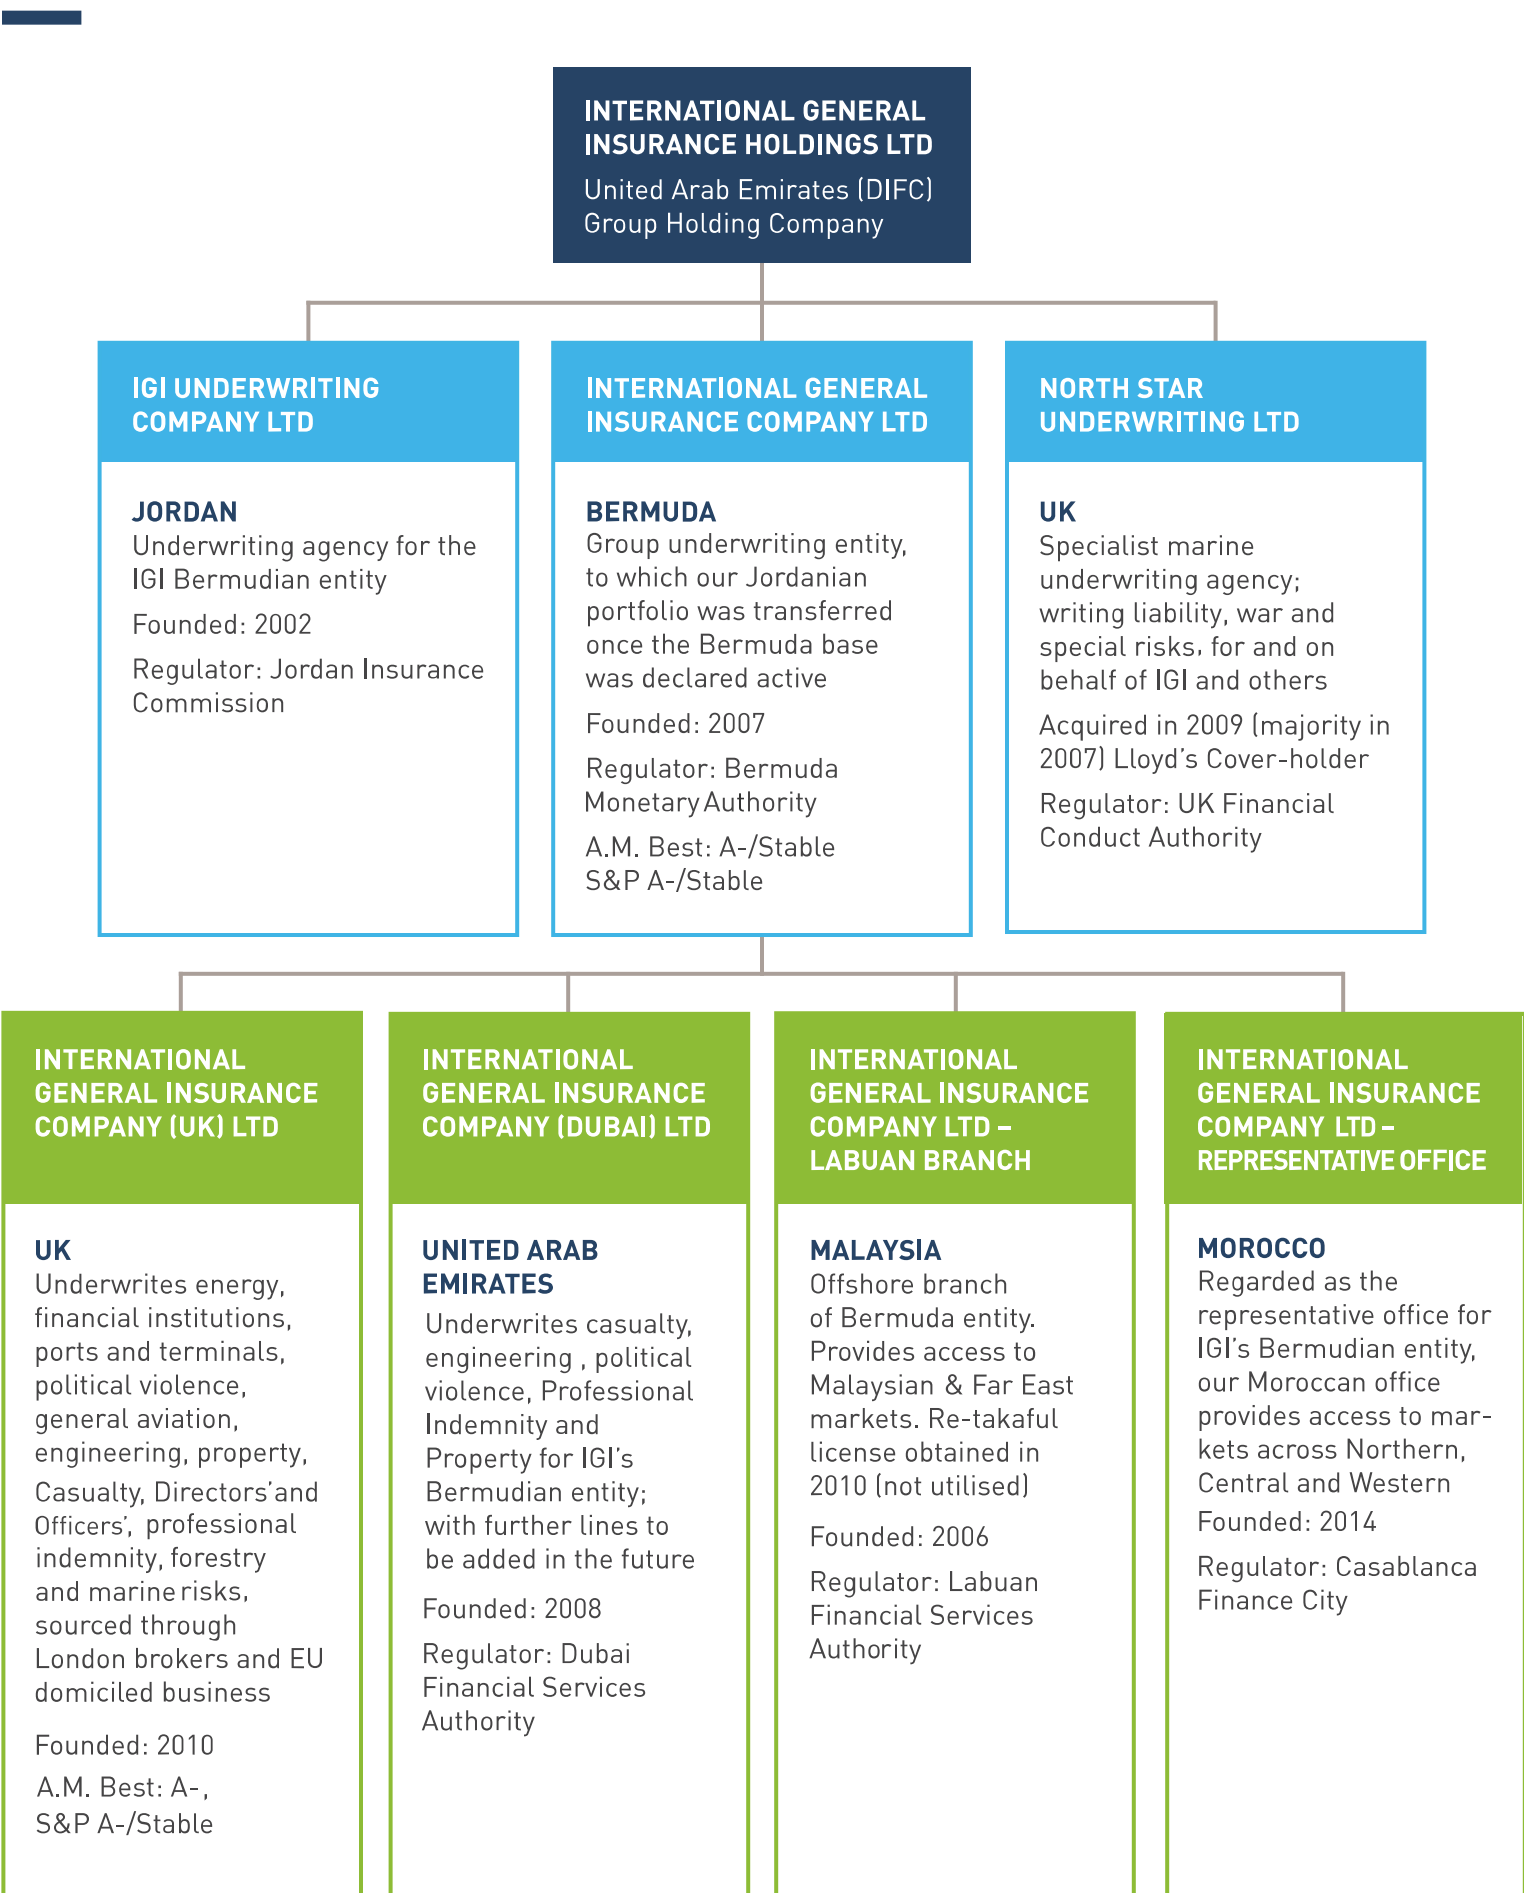 INTERNATIONAL GENERAL
INSURANCE HOLDINGS LTD
United Arab Emirates (DIFC)
Group Holding Company
IGI UNDERWRITING
COMPANY LTD
JORDAN
Underwriting agency for the
IGI Bermudian entity
Founded: 2002
Regulator: Jordan Insurance
Commission
INTERNATIONAL GENERAL
INSURANCE COMPANY LTD
BERMUDA
Group underwriting entity,
to which our Jordanian
portfolio was transferred
once the Bermuda base
was declared active
Founded: 2007
Regulator: Bermuda
Monetary Authority
A.M. Best: A-/Stable
S&P A-/Stable
NORTH STAR
UNDERWRITING LTD
UK
Specialist marine
underwriting agency;
writing liability, war and
special risks, for and on
behalf of IGI and others
Acquired in 2009 (majority in
2007) Lloyd's Cover-holder
Regulator: UK Financial
Conduct Authority
INTERNATIONAL
GENERAL INSURANCE
COMPANY (UK) LTD
UK
Underwrites energy,
financial institutions,
ports and terminals,
political violence,
general aviation,
engineering, property,
Casualty, Directors' and
Officers', professional
indemnity, forestry
and marine risks,
sourced through
London brokers and EU
domiciled business
Founded: 2010
A.M. Best: A-,
S&P A-/Stable
INTERNATIONAL
GENERAL INSURANCE
COMPANY (DUBAI) LTD
UNITED ARAB
EMIRATES
Underwrites casualty,
engineering , political
violence, Professional
Indemnity and
Property for IGI's
Bermudian entity;
with further lines to
be added in the future
Founded: 2008
Regulator: Dubai
Financial Services
Authority
INTERNATIONAL
GENERAL INSURANCE
COMPANY LTD –
LABUAN BRANCH
MALAYSIA
Offshore branch
of Bermuda entity.
Provides access to
Malaysian & Far East
markets. Re-takaful
license obtained in
2010 (not utilised)
Founded: 2006
Regulator: Labuan
Financial Services
Authority
INTERNATIONAL
GENERAL INSURANCE
COMPANY LTD –
REPRESENTATIVE OFFICE
MOROCCO
Regarded as the
representative office for
IGI's Bermudian entity,
our Moroccan office
provides access to mar-
kets across Northern,
Central and Western
Founded: 2014
Regulator: Casablanca
Finance City